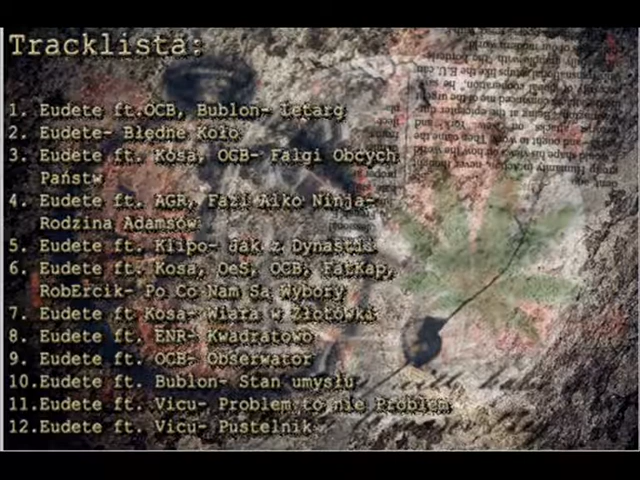 Tracklista:
1. Eudete ft.OCB, Bublon- Letarg
2. Eudete- Błędne Koło
3. Eudete ft. Kosa, OCB- Falgi Obcych
Państw
4. Eudete ft. AGR, Fazi Alko Ninja-
Rodzina Adamsów
5. Eudete ft. Klipo- Jak z Dynastii
6. Eudete ft. Kosa, OeS, OCB, FatKap,
RobErcik- Po Co Nam Są Wybory
7. Eudete ft Kosa- Wiara w Złotówki
8. Eudete ft. ENR- Kwadratowo
9. Eudete ft. OCB- Obserwator
10.Eudete ft. Bublon- Stan umysłu
11.Eudete ft. Vicu- Problem to nie Problem
12.Eudete ft. Vicu- Pustelnik